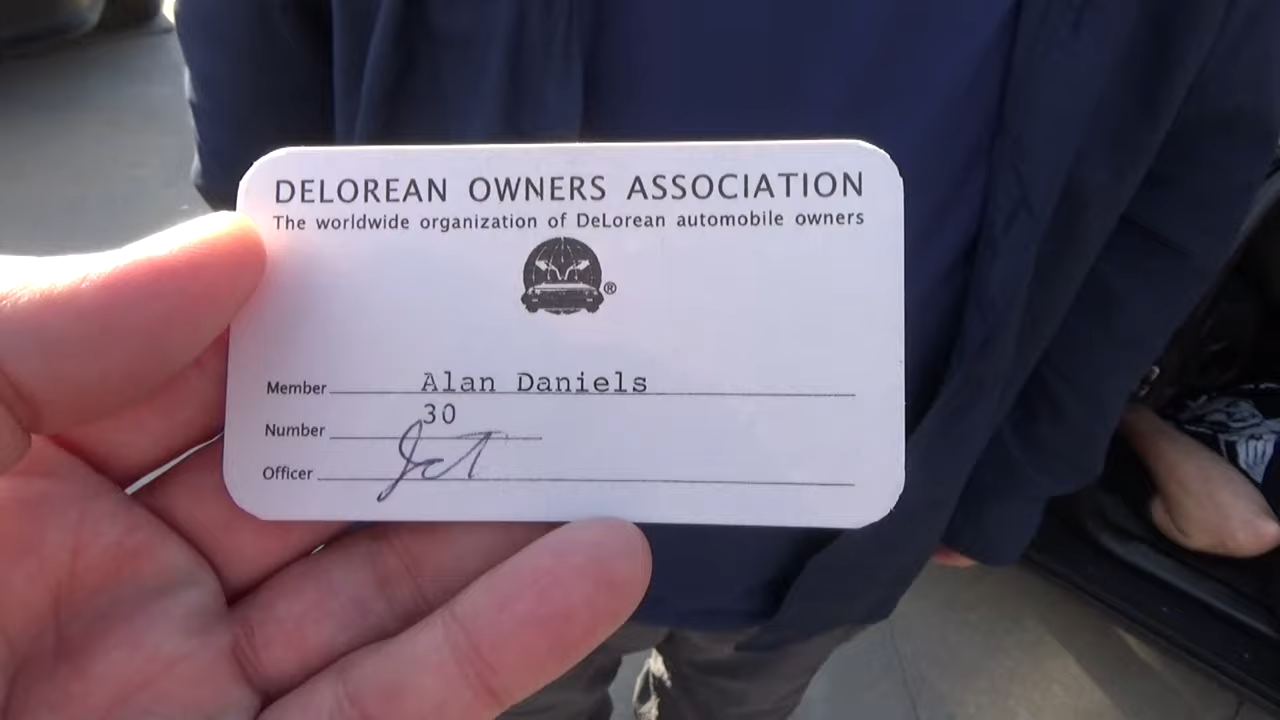 DELOREAN OWNERS ASSOCIATION
The worldwide organization of DeLorean automobile owners
®
Member Alan Daniels
Number 30
Officer